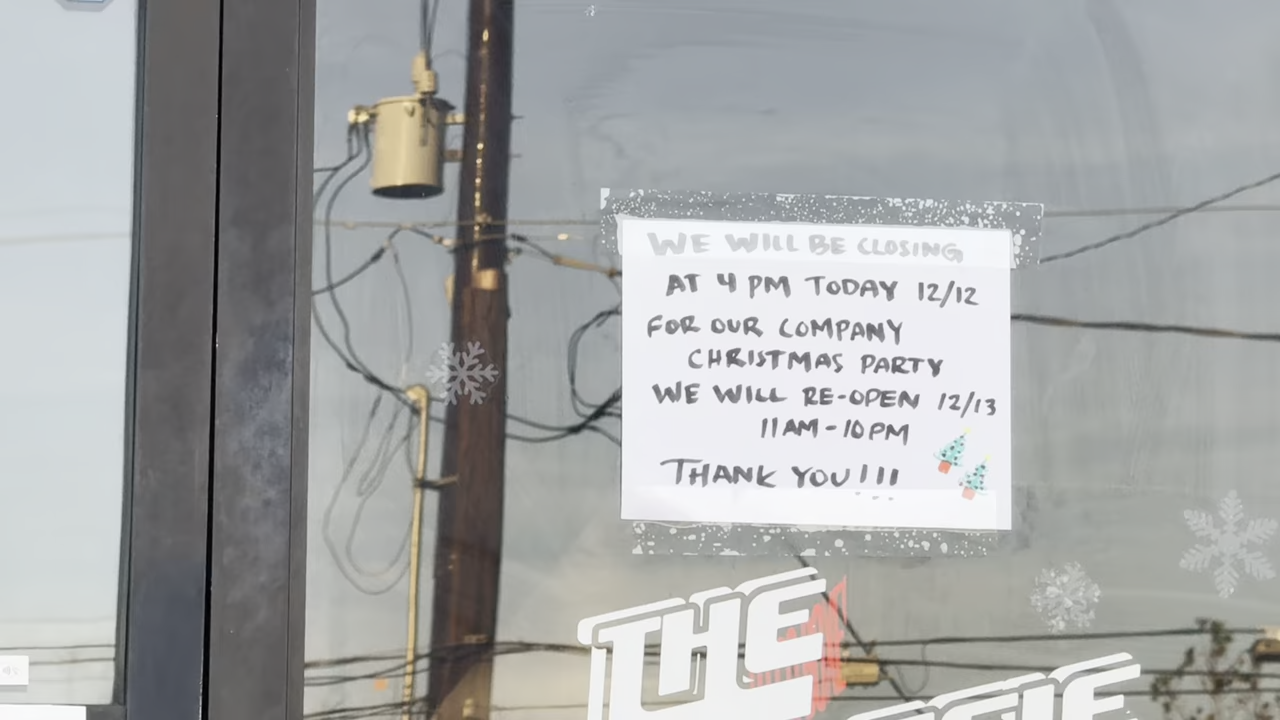 WE WILL BE CLOSING
AT 4 PM TODAY 12/12
FOR OUR COMPANY
CHRISTMAS PARTY
WE WILL RE-OPEN 12/13
11AM-10PM
THANK YOU!!!
THE